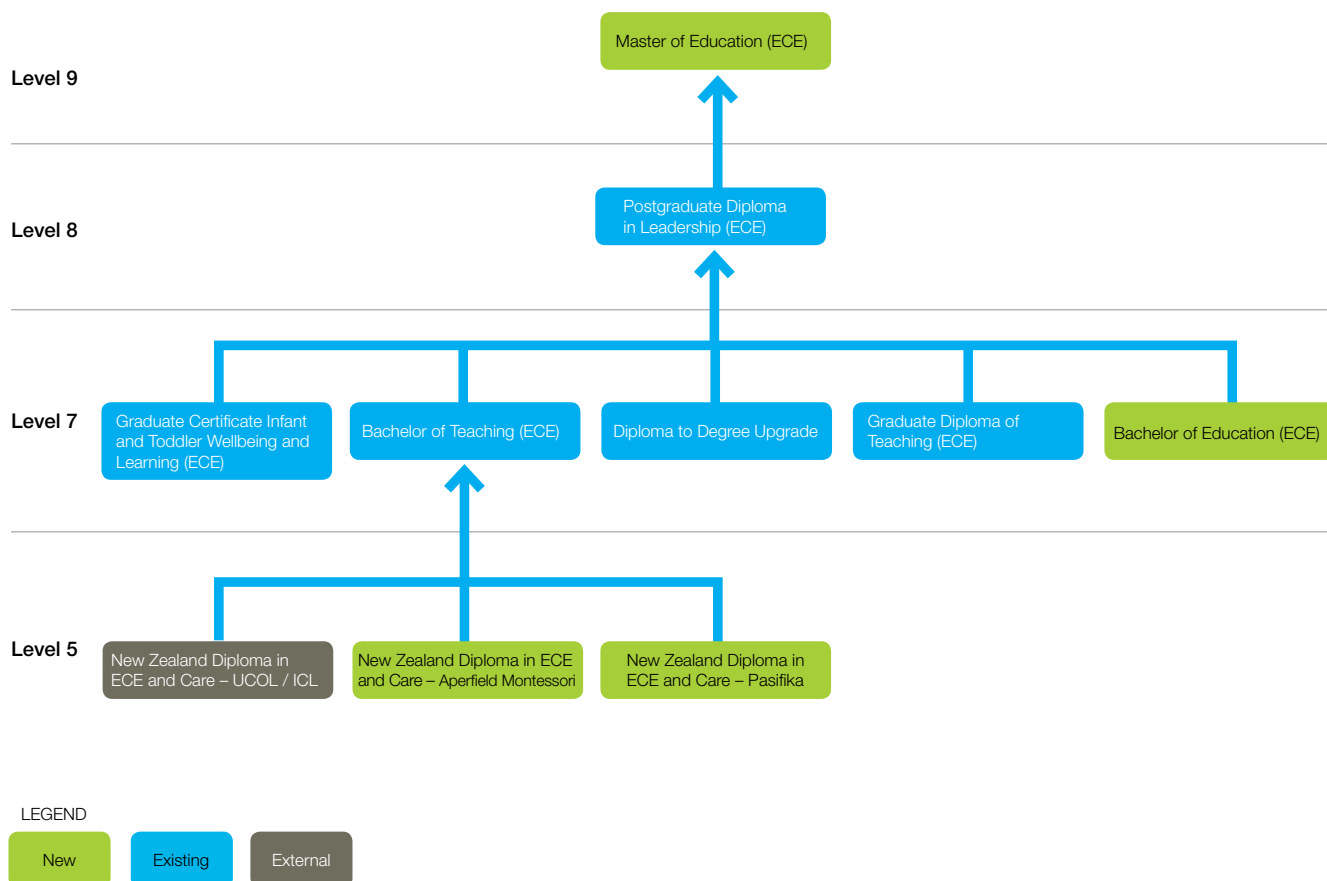 Master of Education (ECE)
Level 9
Postgraduate Diploma
in Leadership (ECE)
Level 8
Level 7
Graduate Certificate Infant
and Toddler Wellbeing and
Learning (ECE)
Bachelor of Teaching (ECE)
Diploma to Degree Upgrade
Graduate Diploma of
Teaching (ECE)
Bachelor of Education (ECE)
Level 5
New Zealand Diploma in
ECE and Care – UCOL / ICL
New Zealand Diploma in ECE
and Care – Aperfield Montessori
New Zealand Diploma in
ECE and Care – Pasifika
LEGEND
New
Existing
External